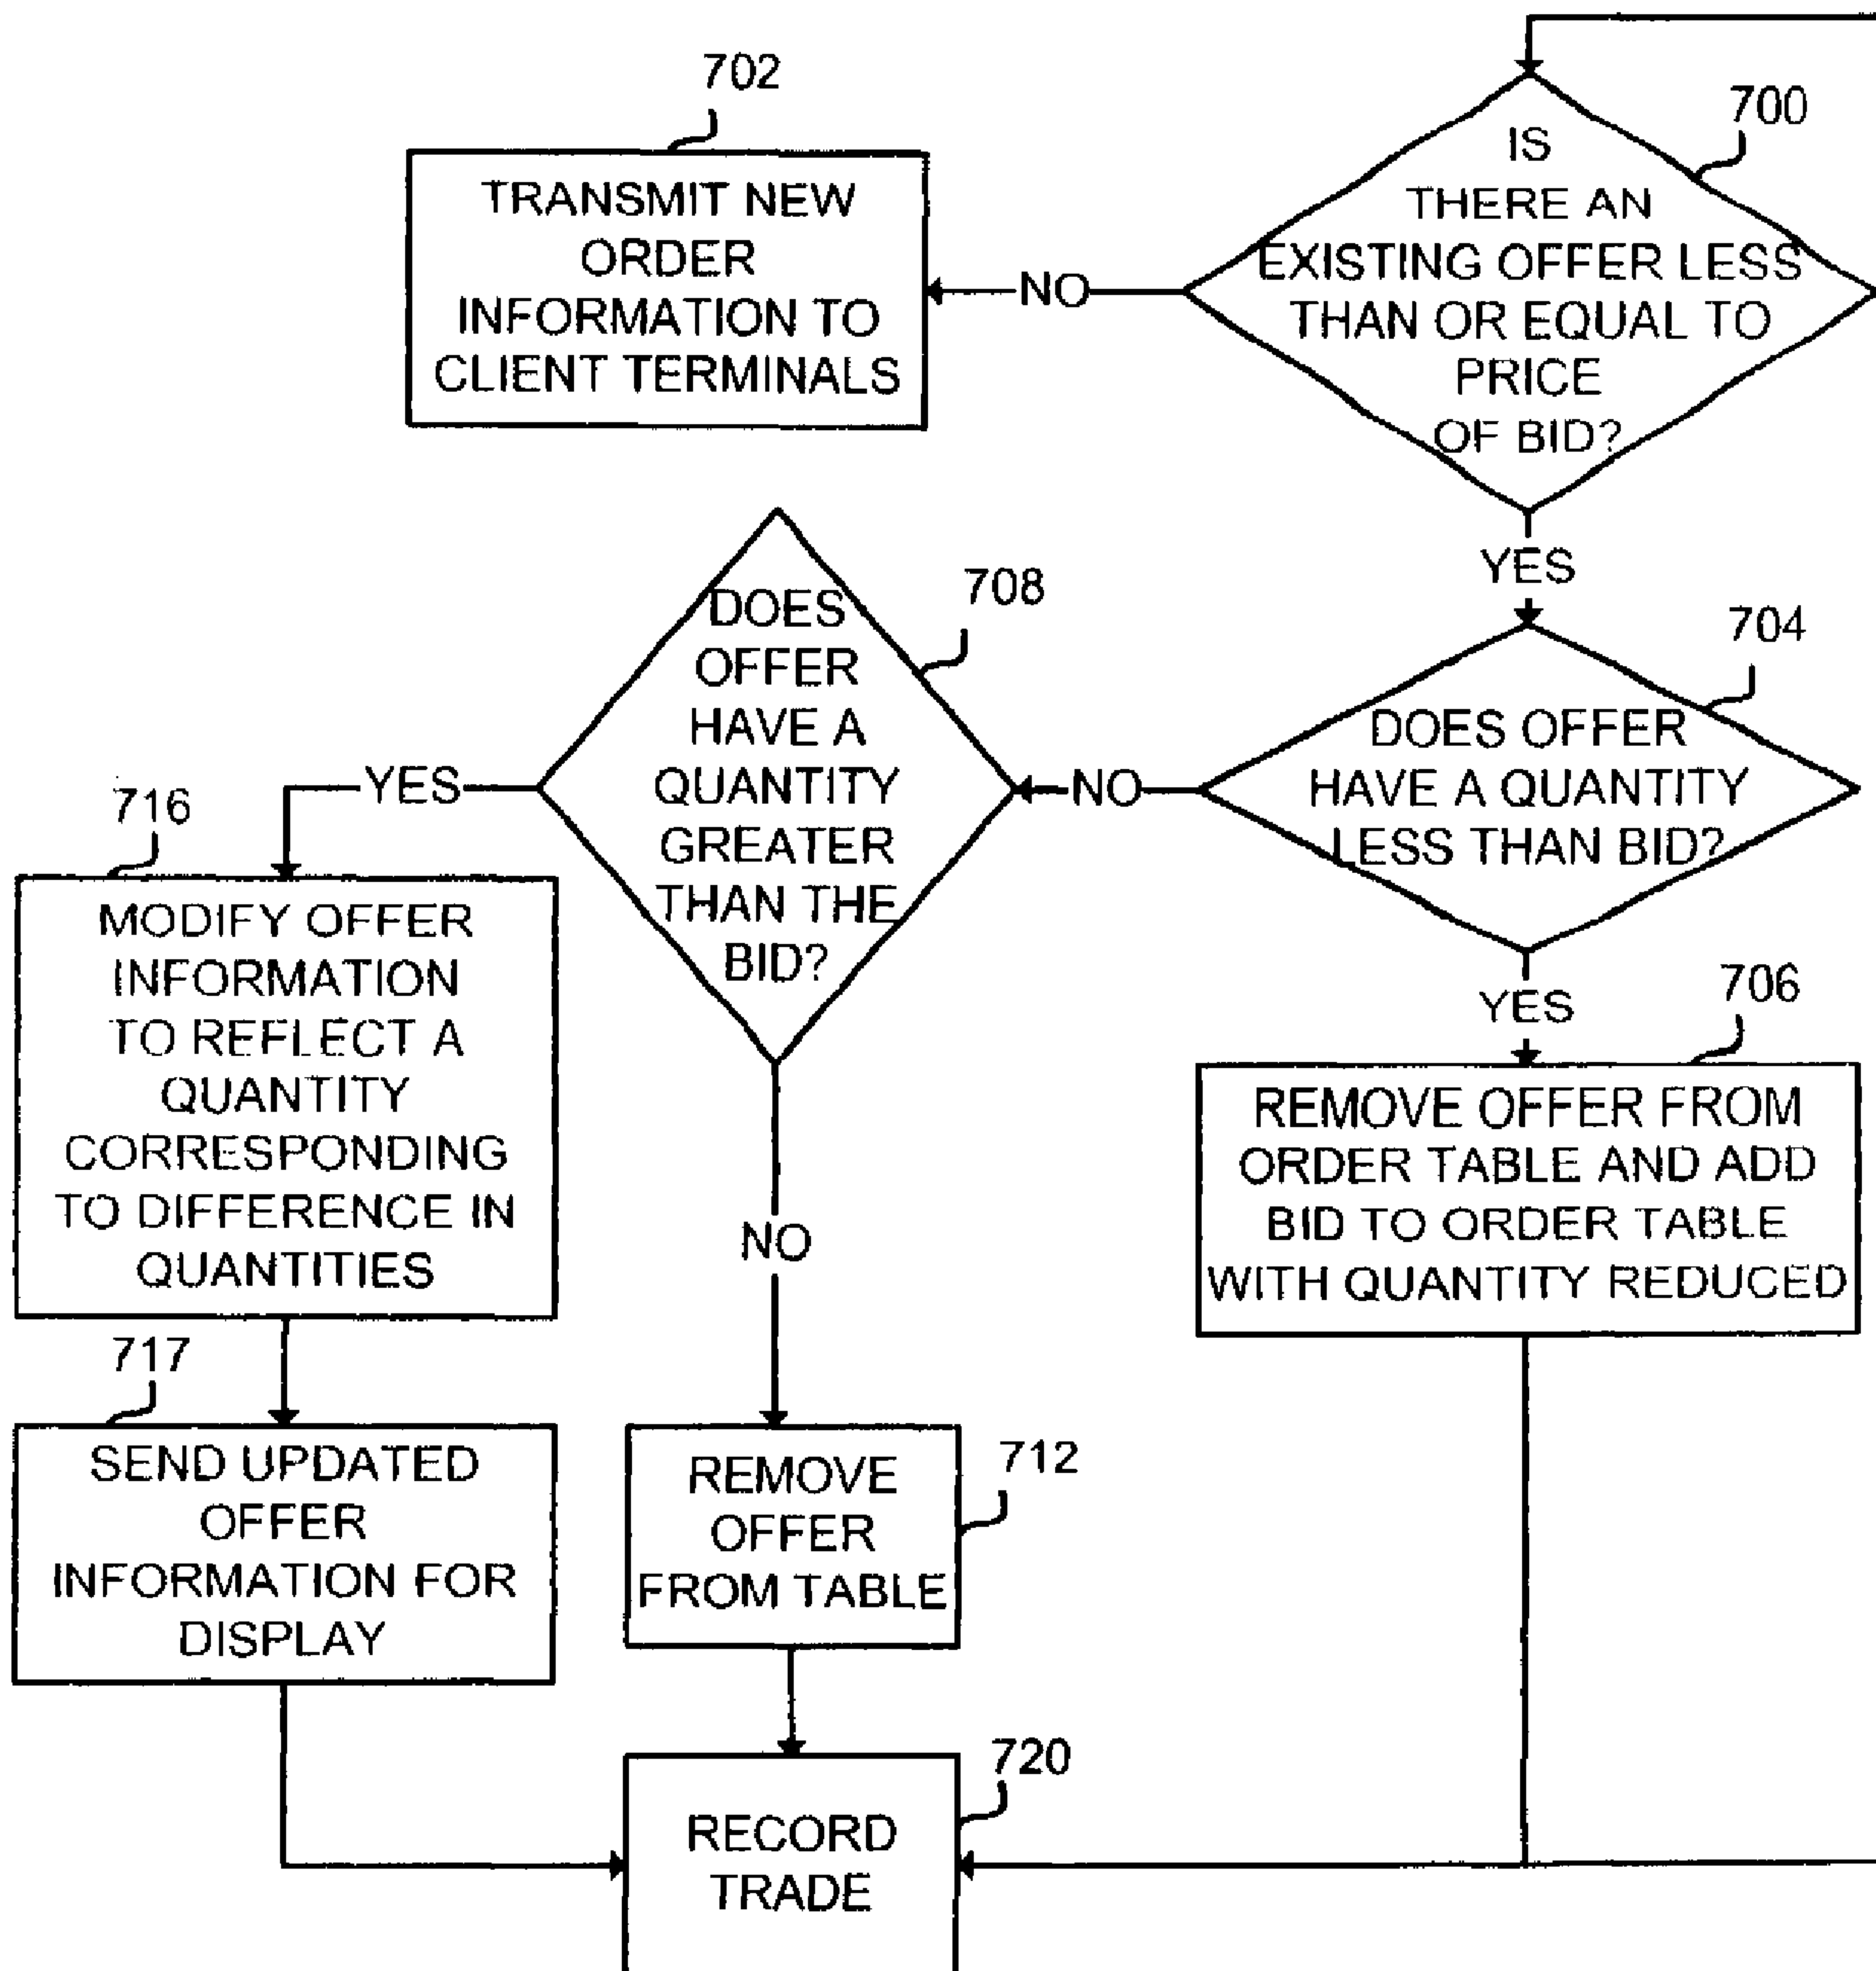 702
TRANSMIT NEW
ORDER
INFORMATION TO
CLIENT TERMINALS
700
IS
THERE AN
EXISTING OFFER LESS
THAN OR EQUAL TO
PRICE
OF BID?
NO
YES
704
DOES OFFER
HAVE A QUANTITY
LESS THAN BID?
NO
YES
708
DOES
OFFER
HAVE A
QUANTITY
GREATER
THAN THE
BID?
YES
NO
706
REMOVE OFFER FROM
ORDER TABLE AND ADD
BID TO ORDER TABLE
WITH QUANTITY REDUCED
716
MODIFY OFFER
INFORMATION
TO REFLECT A
QUANTITY
CORRESPONDING
TO DIFFERENCE IN
QUANTITIES
717
SEND UPDATED
OFFER
INFORMATION FOR
DISPLAY
712
REMOVE
OFFER
FROM TABLE
720
RECORD
TRADE